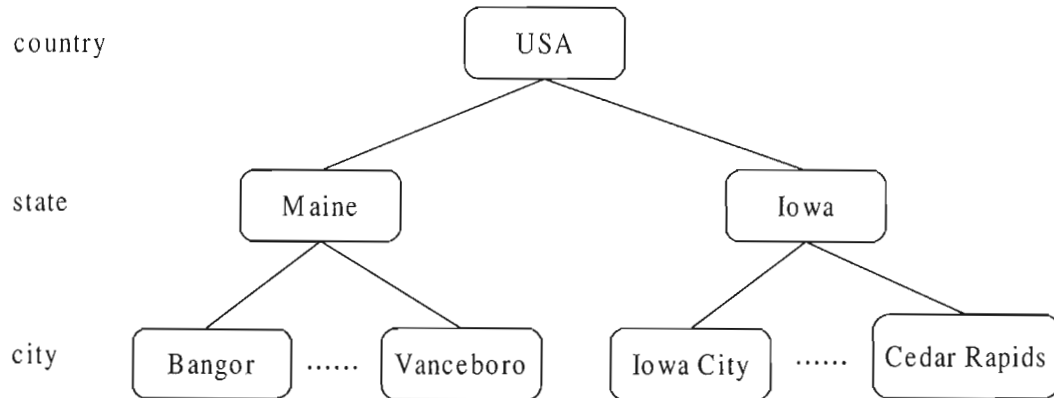 country USA
state Maine Iowa
city Bangor ...... Vanceboro Iowa City ...... Cedar Rapids